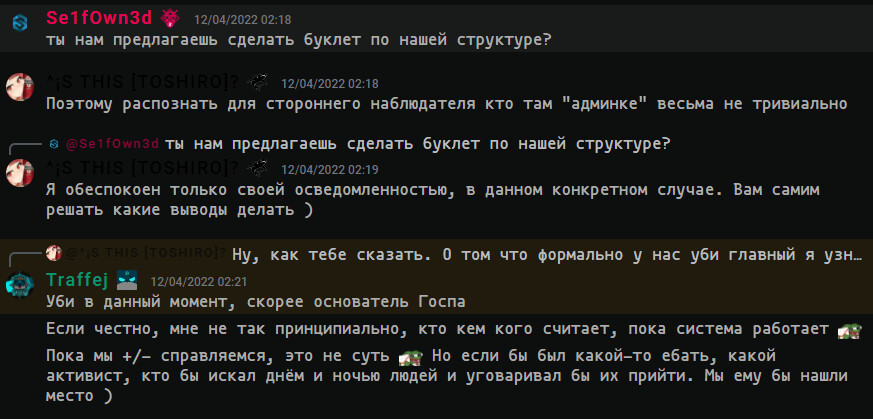 Se1fOwn3d 12/04/2022 02:18
ты нам предлагаешь сделать буклет по нашей структуре?
^¡S THIS [TOSHIRO]? 12/04/2022 02:18
Поэтому распознать для стороннего наблюдателя кто там "админке" весьма не тривиально
@Se1fOwn3d ты нам предлагаешь сделать буклет по нашей структуре?
^¡S THIS [TOSHIRO]? 12/04/2022 02:19
Я обеспокоен только своей осведомленностью, в данном конкретном случае. Вам самим
решать какие выводы делать )
@^¡S THIS [TOSHIRO]? Ну, как тебе сказать. О том что формально у нас уби главный я узн…
Traffej 12/04/2022 02:21
Уби в данный момент, скорее основатель Госпа
Если честно, мне не так принципиально, кто кем кого считает, пока система работает
Пока мы +/- справляемся, это не суть Но если бы был какой-то ебать, какой
активист, кто бы искал днём и ночью людей и уговаривал бы их прийти. Мы ему бы нашли
место )